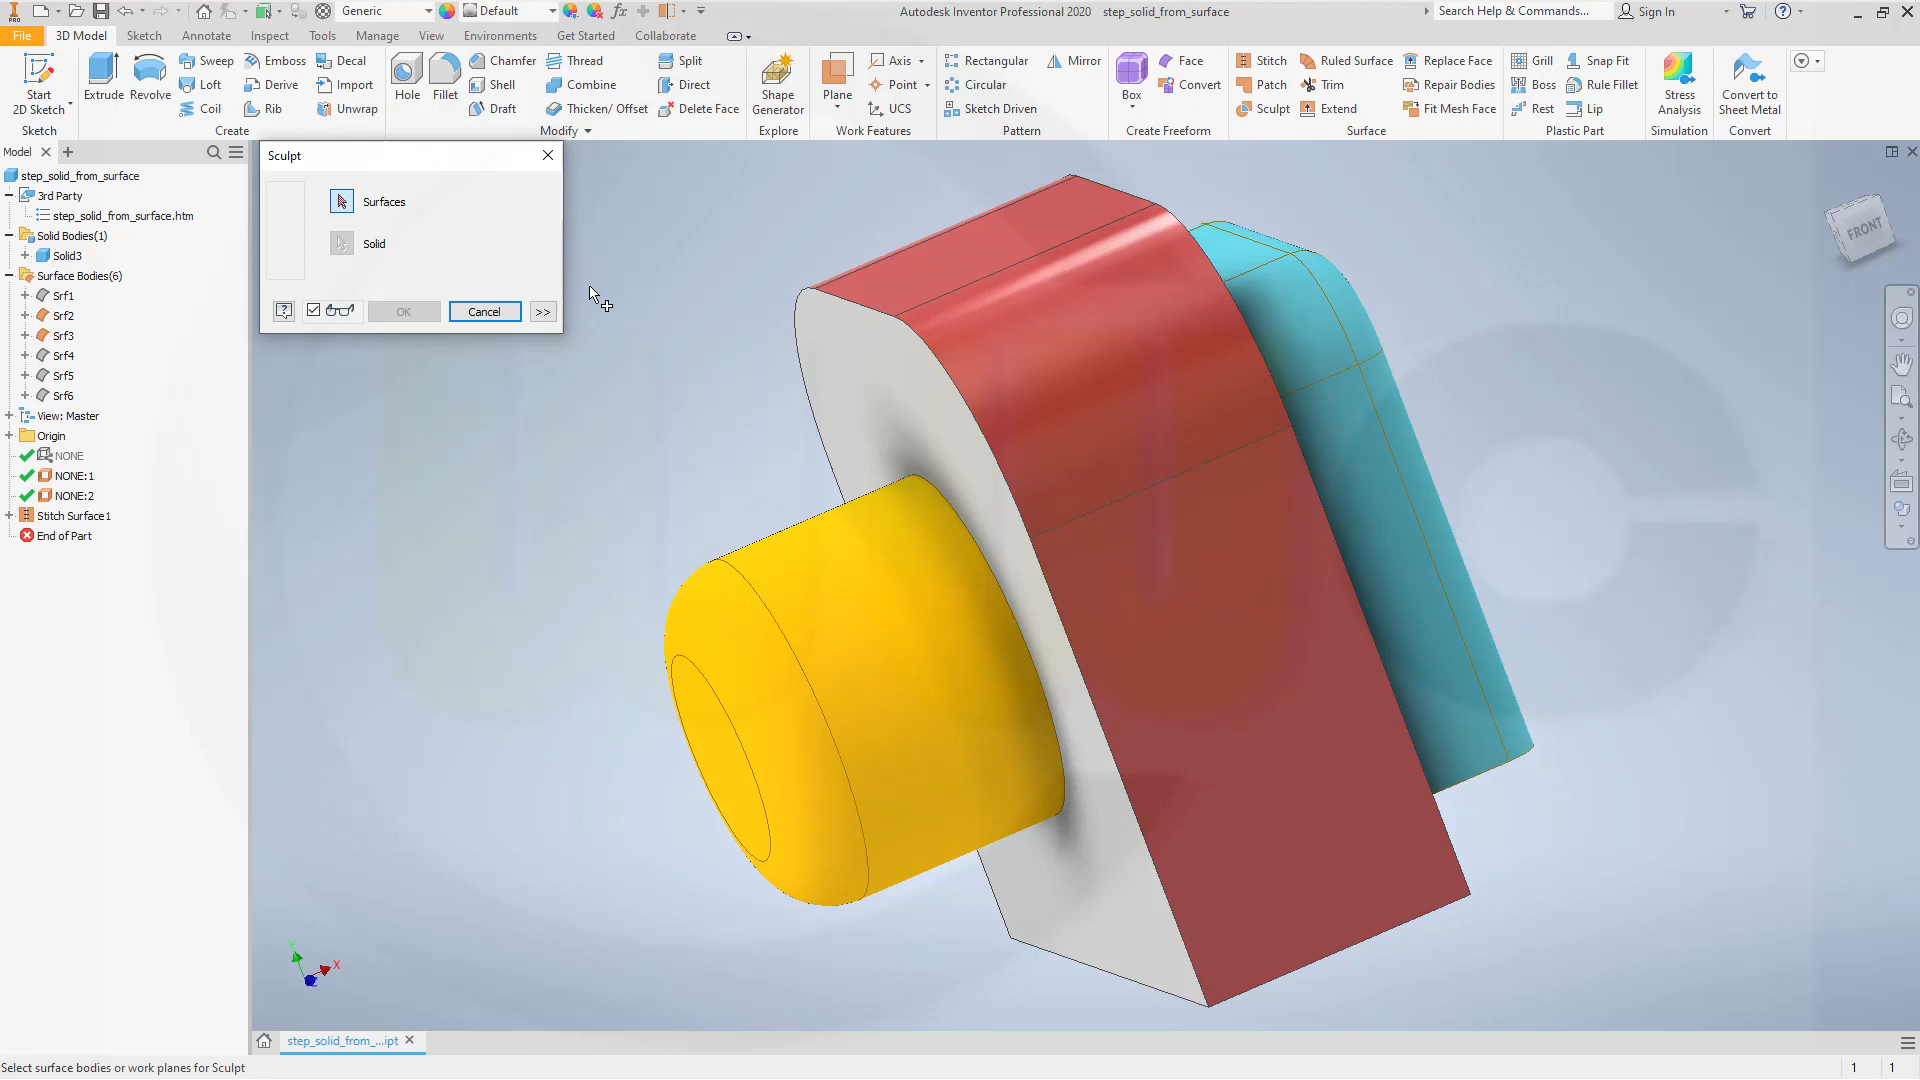 Generic
Default
fx
Autodesk Inventor Professional 2020 step_solid_from_surface
Search Help & Commands...
Sign In
PRO
File
3D Model
Sketch
Annotate
Inspect
Tools
Manage
View
Environments
Get Started
Collaborate
Start
2D Sketch
Sketch
Extrude
Revolve
Sweep
Emboss
Decal
Loft
Derive
Import
Coil
Rib
Unwrap
Create
Hole
Fillet
Chamfer
Thread
Split
Shell
Combine
Direct
Draft
Thicken/ Offset
Delete Face
Modify
Shape
Generator
Explore
Plane
Axis
Point
UCS
Work Features
Rectangular
Mirror
Circular
Sketch Driven
Pattern
Box
Face
Convert
Create Freeform
Stitch
Ruled Surface
Replace Face
Patch
Trim
Repair Bodies
Sculpt
Extend
Fit Mesh Face
Surface
Grill
Snap Fit
Boss
Rule Fillet
Rest
Lip
Plastic Part
Stress
Analysis
Simulation
Convert to
Sheet Metal
Convert
Model
step_solid_from_surface
3rd Party
step_solid_from_surface.htm
Solid Bodies(1)
Solid3
Surface Bodies(6)
Srf1
Srf2
Srf3
Srf4
Srf5
Srf6
View: Master
Origin
NONE
NONE:1
NONE:2
Stitch Surface1
End of Part
Sculpt
Surfaces
Solid
OK
Cancel
>>
FRONT
Y
X
Z
step_solid_from_...ipt
Select surface bodies or work planes for Sculpt
1
1